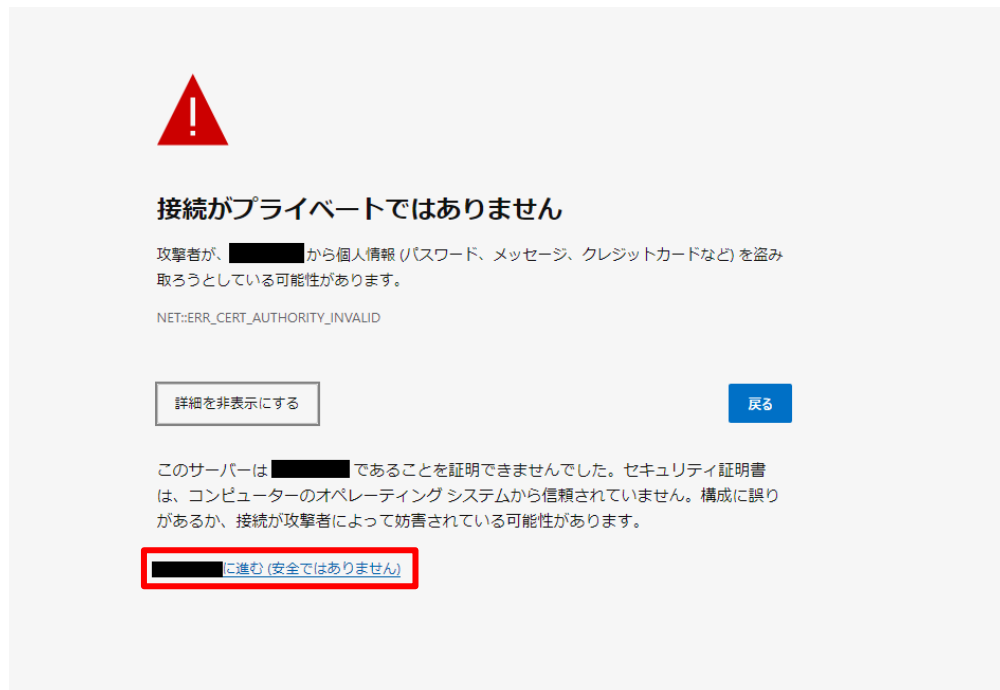 接続がプライベートではありません
攻撃者が、 から個人情報 (パスワード、メッセージ、クレジットカードなど) を盗み
取ろうとしている可能性があります。
NET::ERR_CERT_AUTHORITY_INVALID
詳細を非表示にする
戻る
このサーバーは であることを証明できませんでした。セキュリティ証明書
は、コンピューターのオペレーティング システムから信頼されていません。構成に誤り
があるか、接続が攻撃者によって妨害されている可能性があります。
に進む (安全ではありません)